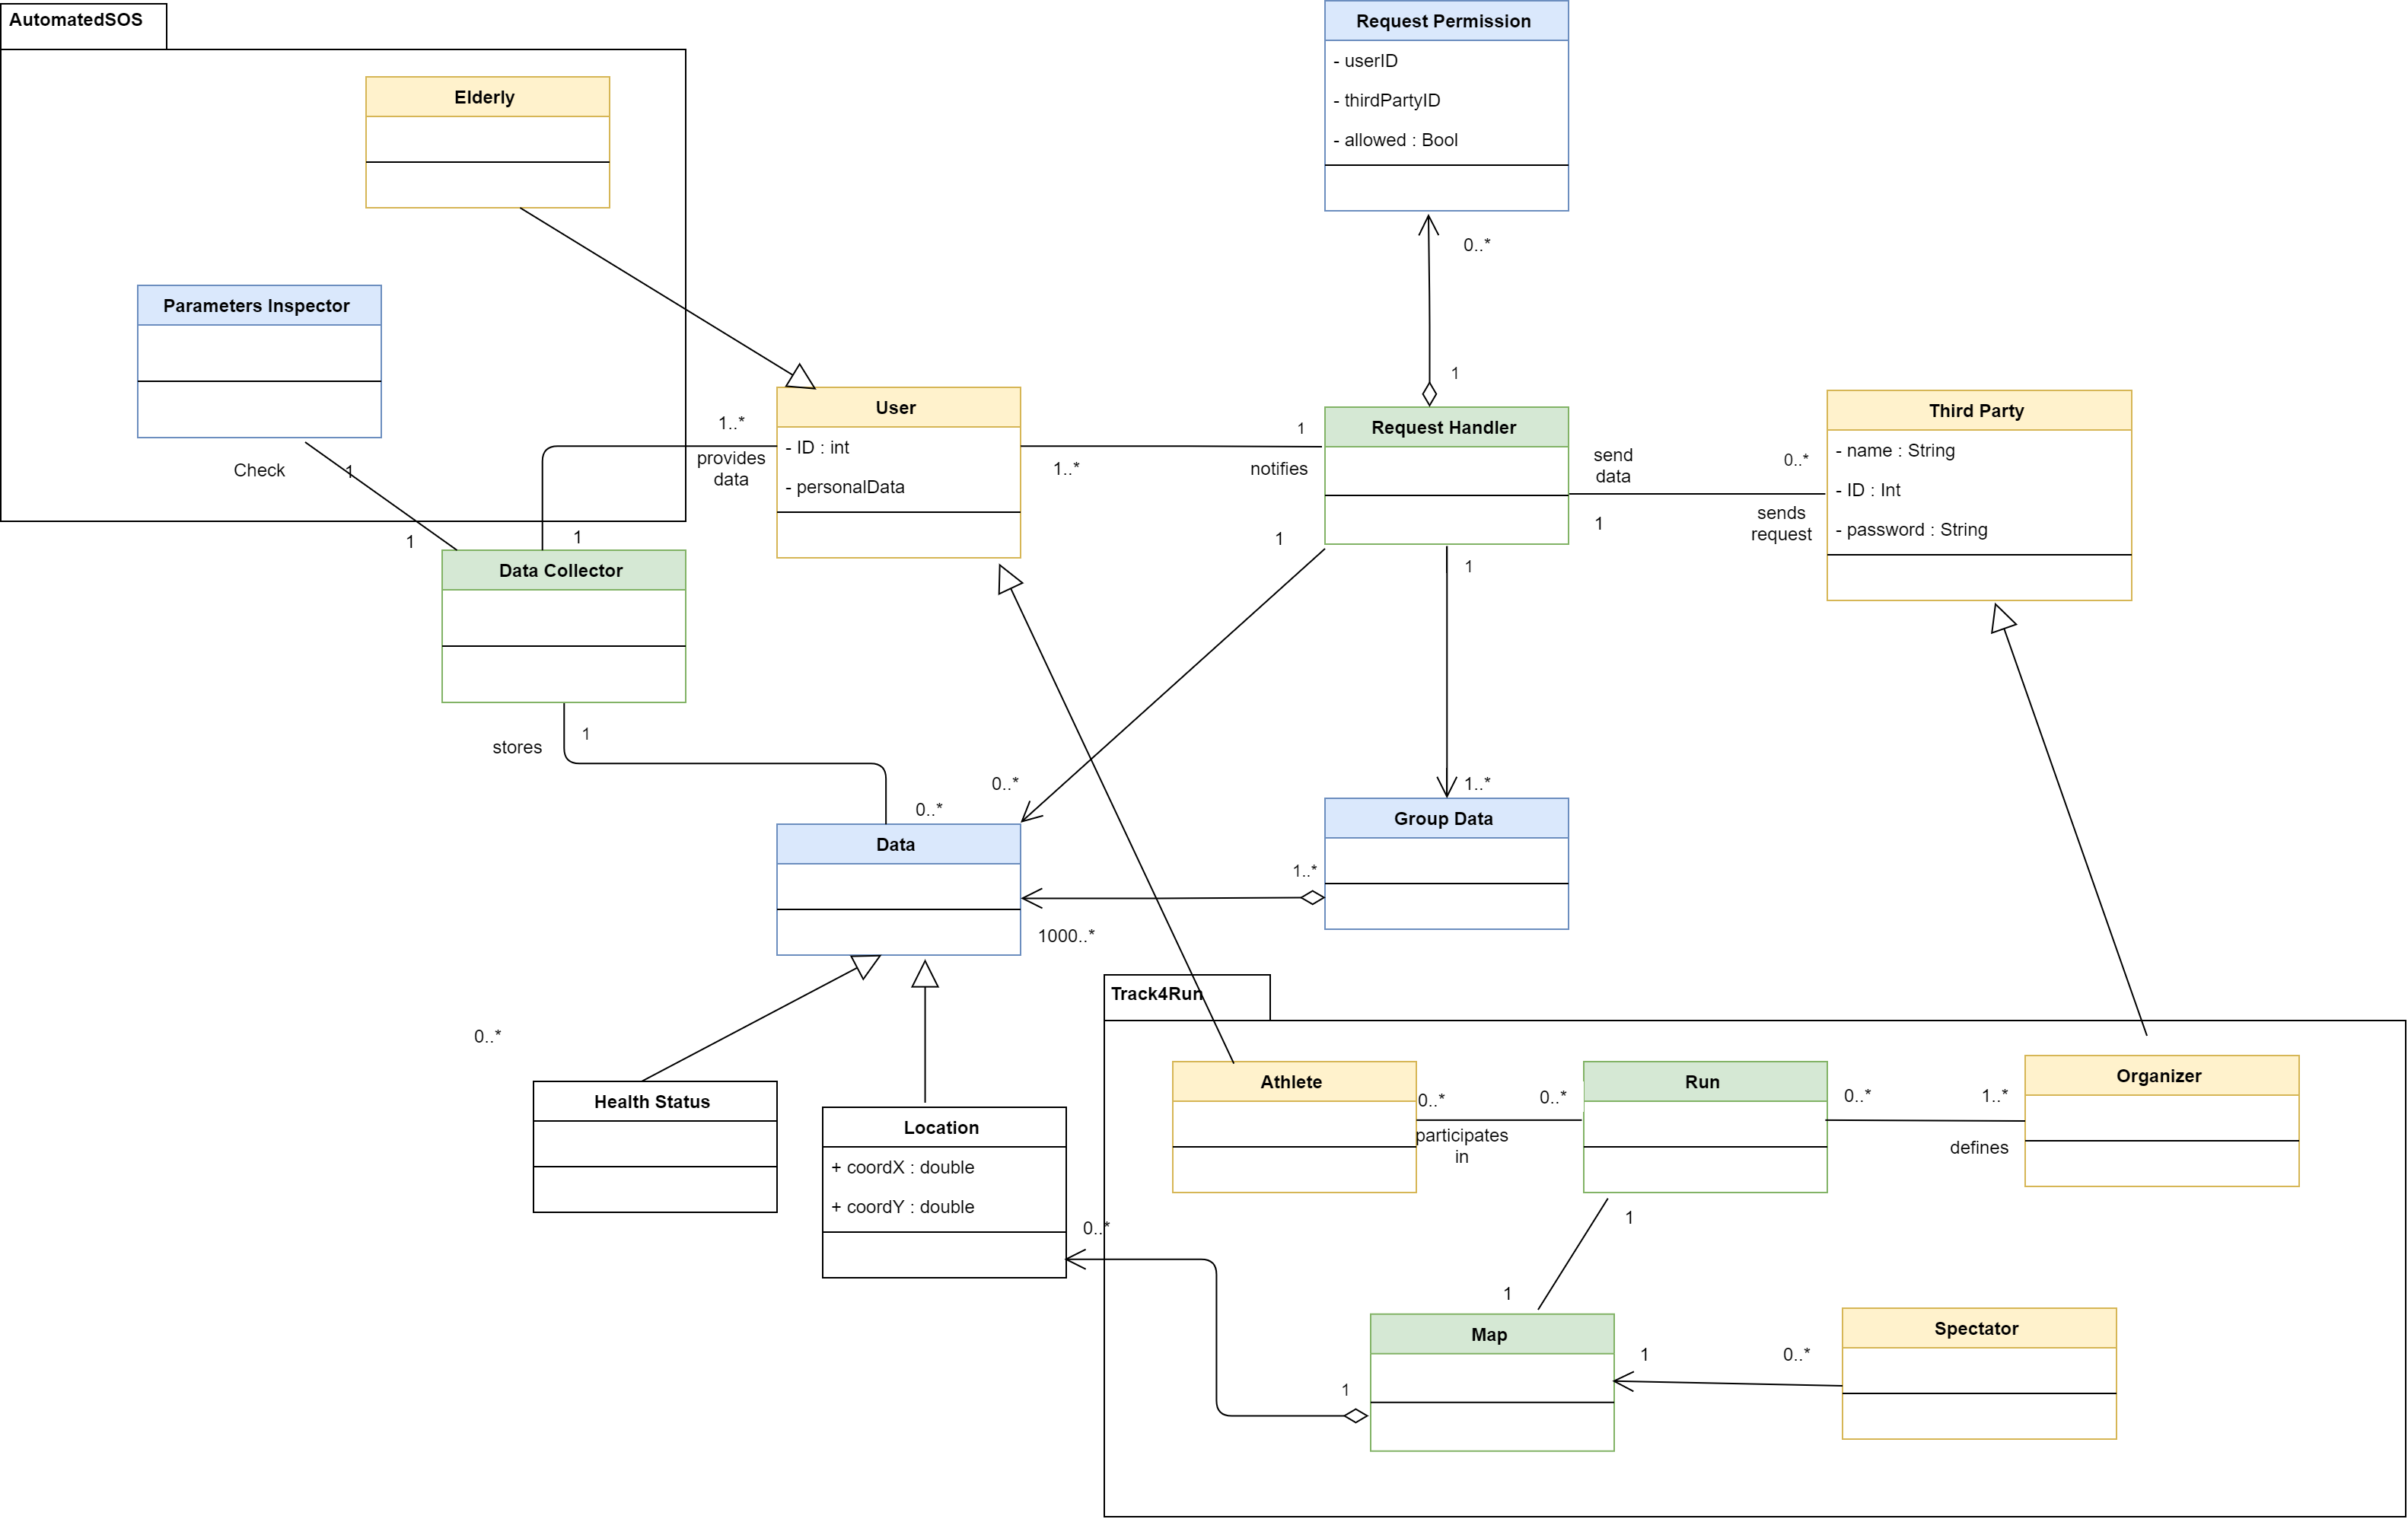 AutomatedSOS
Elderly
Parameters Inspector
Check
1
1
Request Permission
- userID
- thirdPartyID
- allowed : Bool
0..*
1
User
- ID : int
- personalData
1..*
provides
data
1
1..*
1
notifies
Request Handler
send
data
1
0..*
sends
request
Third Party
- name : String
- ID : Int
- password : String
Data Collector
1
stores
0..*
1
0..*
1
1..*
Data
Group Data
1..*
1000..*
0..*
Health Status
Location
+ coordX : double
+ coordY : double
0..*
Track4Run
Athlete
0..*
participates
in
0..*
Run
0..*
1..*
defines
Organizer
1
1
Map
1
1
0..*
Spectator